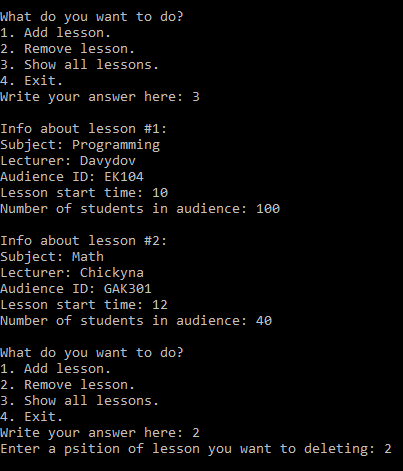 What do you want to do?
1. Add lesson.
2. Remove lesson.
3. Show all lessons.
4. Exit.
Write your answer here: 3
Info about lesson #1:
Subject: Programming
Lecturer: Davydov
Audience ID: EK104
Lesson start time: 10
Number of students in audience: 100
Info about lesson #2:
Subject: Math
Lecturer: Chickyna
Audience ID: GAK301
Lesson start time: 12
Number of students in audience: 40
What do you want to do?
1. Add lesson.
2. Remove lesson.
3. Show all lessons.
4. Exit.
Write your answer here: 2
Enter a psition of lesson you want to deleting: 2